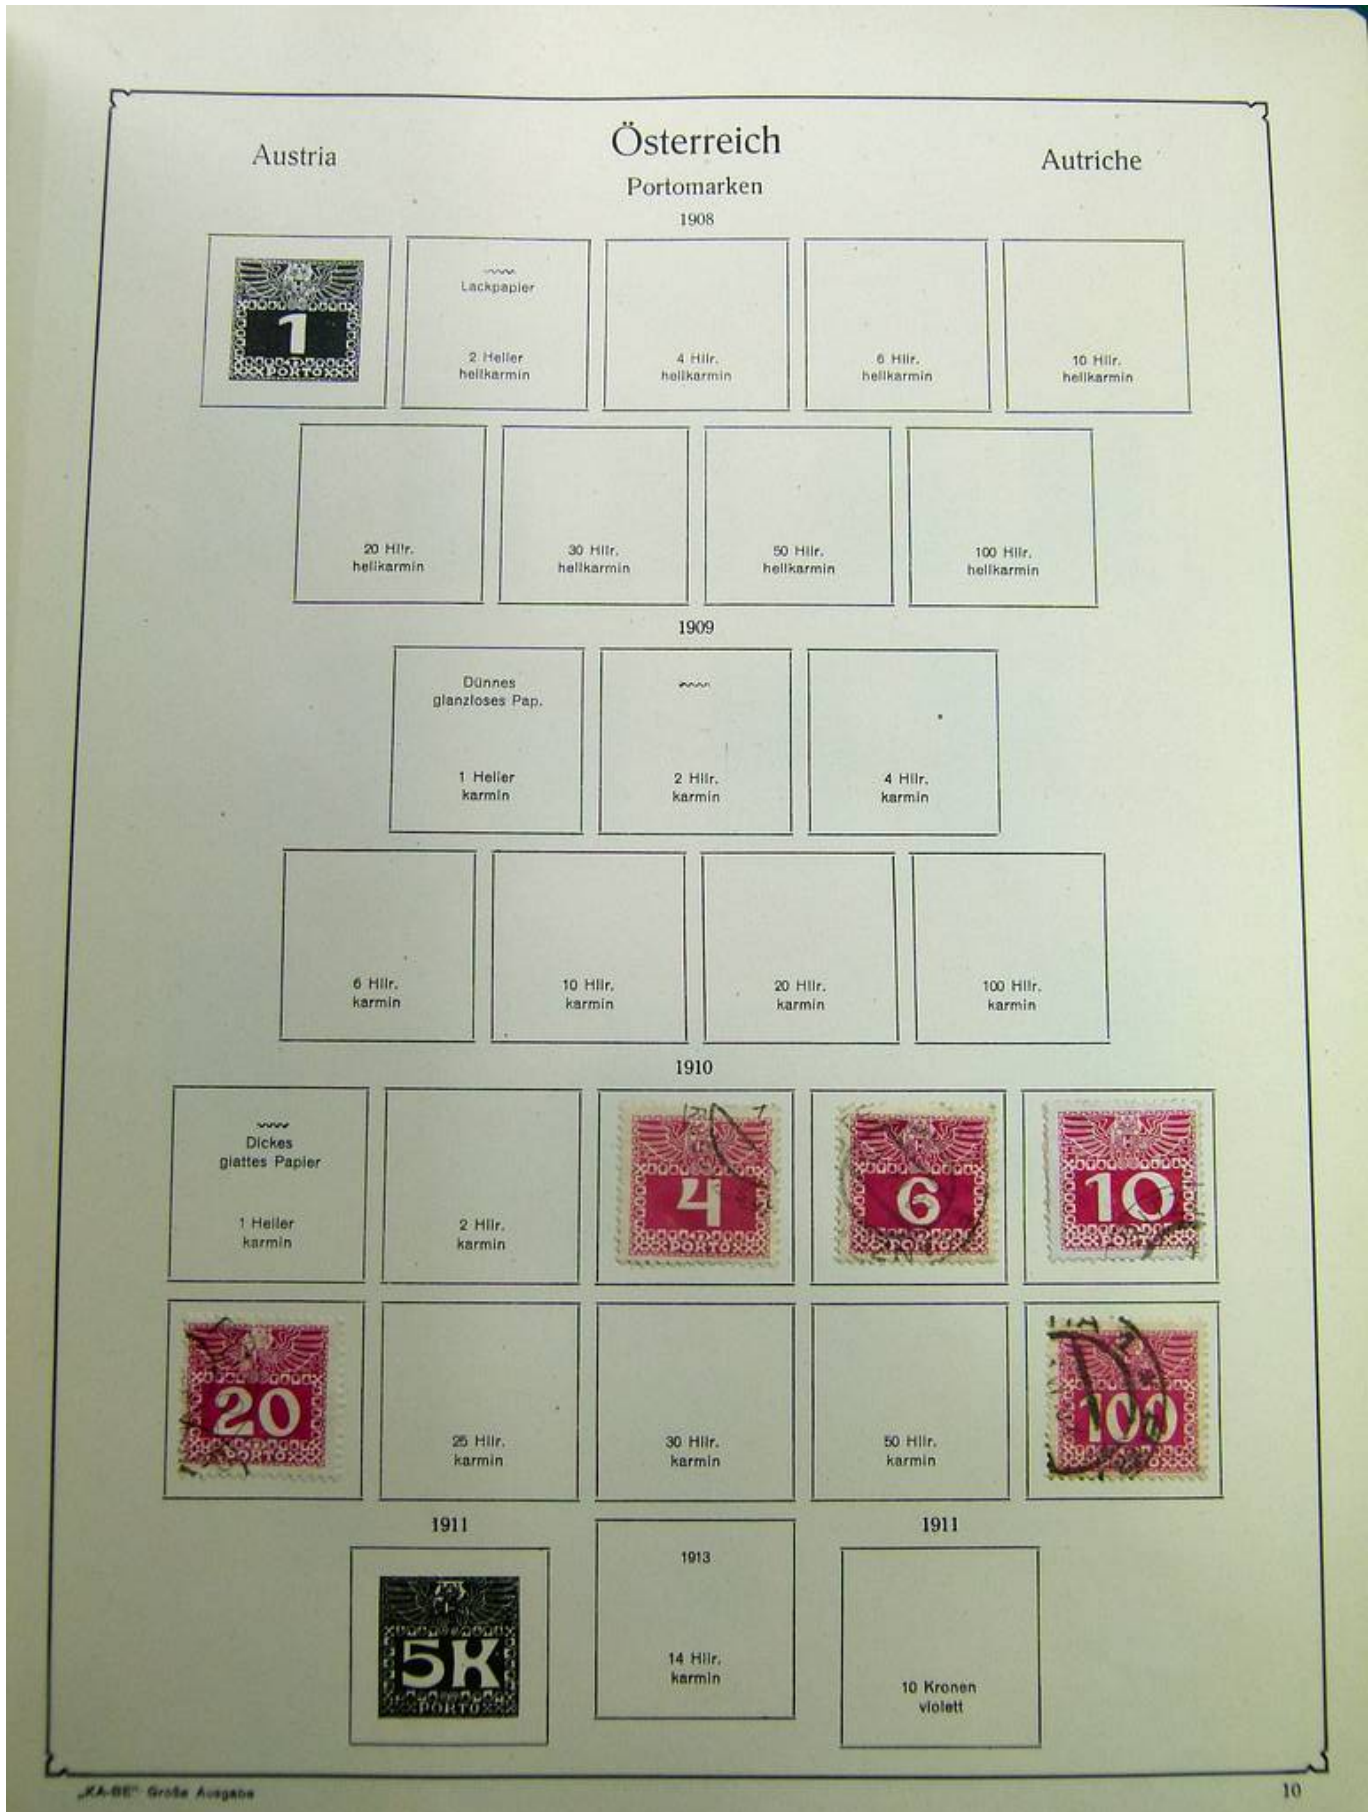 Austria
Österreich
Autriche
Portomarken
1908
1
PORTO
Lackpapier
2 Heller
hellkarmin
4 Hllr.
hellkarmin
6 Hllr.
hellkarmin
10 Hllr.
hellkarmin
20 Hllr.
hellkarmin
30 Hllr.
hellkarmin
50 Hllr.
hellkarmin
100 Hllr.
hellkarmin
1909
Dünnes
glanzloses Pap.
1 Heller
karmin
2 Hllr.
karmin
4 Hllr.
karmin
6 Hllr.
karmin
10 Hllr.
karmin
20 Hllr.
karmin
100 Hllr.
karmin
1910
Dickes
glattes Papier
1 Heller
karmin
2 Hllr.
karmin
4
PORTO
6
PORTO
10
PORTO
20
PORTO
25 Hllr.
karmin
30 Hllr.
karmin
50 Hllr.
karmin
100
1911
5K
PORTO
1913
14 Hllr.
karmin
1911
10 Kronen
violett
„KA-BE" Große Ausgabe
10